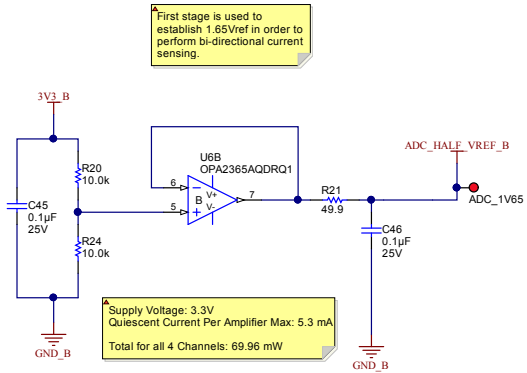 First stage is used to
establish 1.65Vref in order to
perform bi-directional current
sensing.
3V3_B
R20
10.0k
C45
0.1µF
25V
R24
10.0k
GND_B
U6B
OPA2365AQDRQ1
6
5
B
V+
V-
7
R21
49.9
ADC_HALF_VREF_B
ADC_1V65
C46
0.1µF
25V
GND_B
Supply Voltage: 3.3V
Quiescent Current Per Amplifier Max: 5.3 mA
Total for all 4 Channels: 69.96 mW